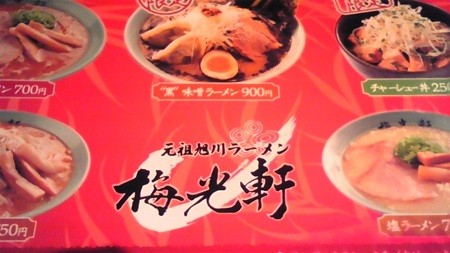 ン 700円
"黒" 味噌ラーメン 900円
チャーシュー丼 250
元祖旭川ラーメン
梅光軒
50円
塩ラーメン 7